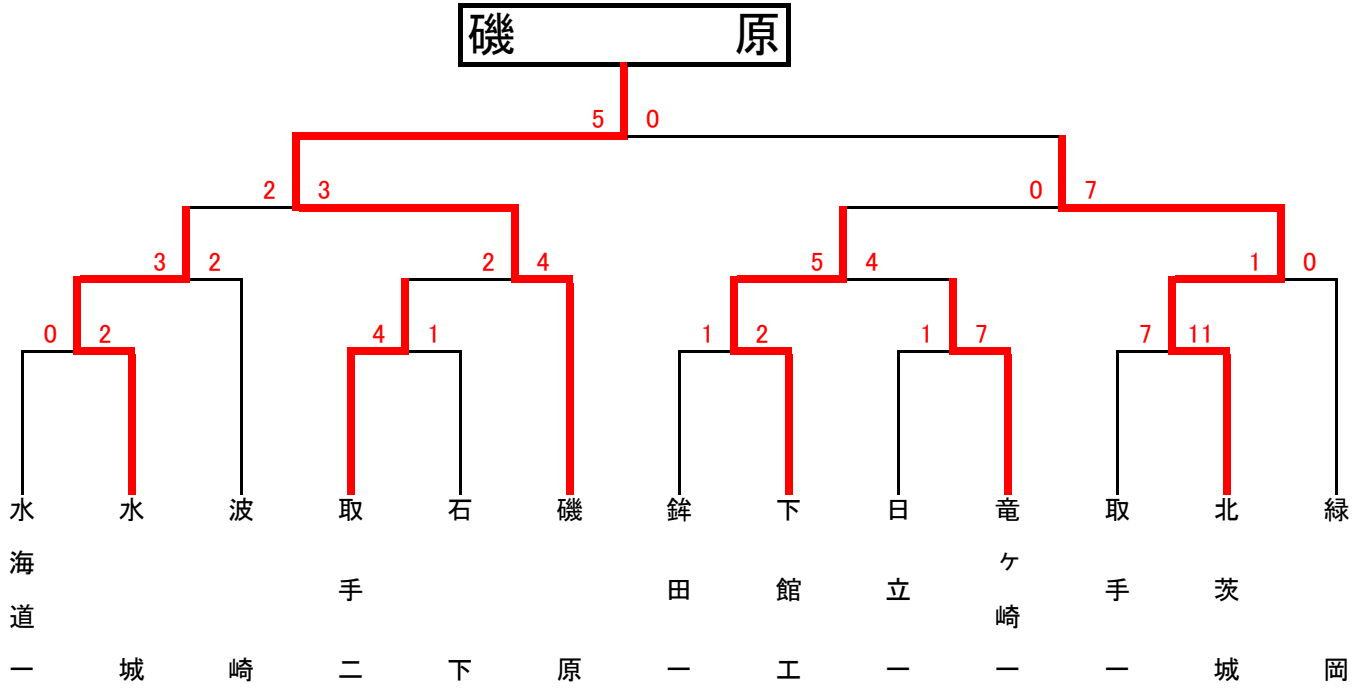 磯原
5 0
2 3
0 7
3 2
2 4
5 4
1 0
0 2
4 1
1 2
1 7
7 11
水海道一
水城
波崎
取手二
石下
磯原
鉾田一
下館工
日立一
竜ケ崎一
取手一
北茨城
緑岡